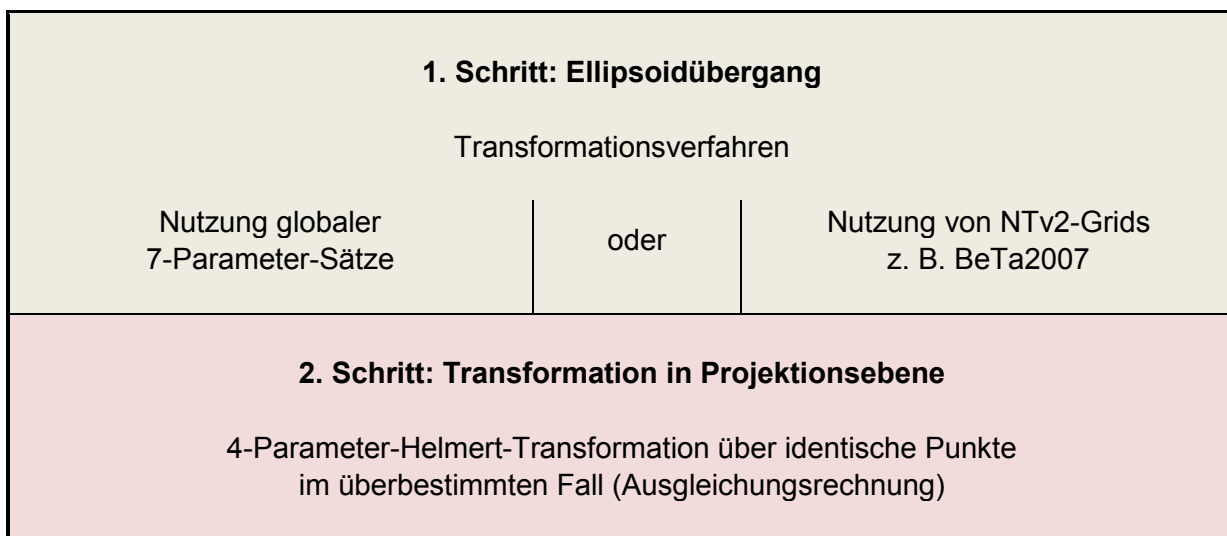 1. Schritt: Ellipsoidübergang
Transformationsverfahren
Nutzung globaler
7-Parameter-Sätze
oder
Nutzung von NTv2-Grids
z. B. BeTa2007
2. Schritt: Transformation in Projektionsebene
4-Parameter-Helmert-Transformation über identische Punkte
im überbestimmten Fall (Ausgleichungsrechnung)